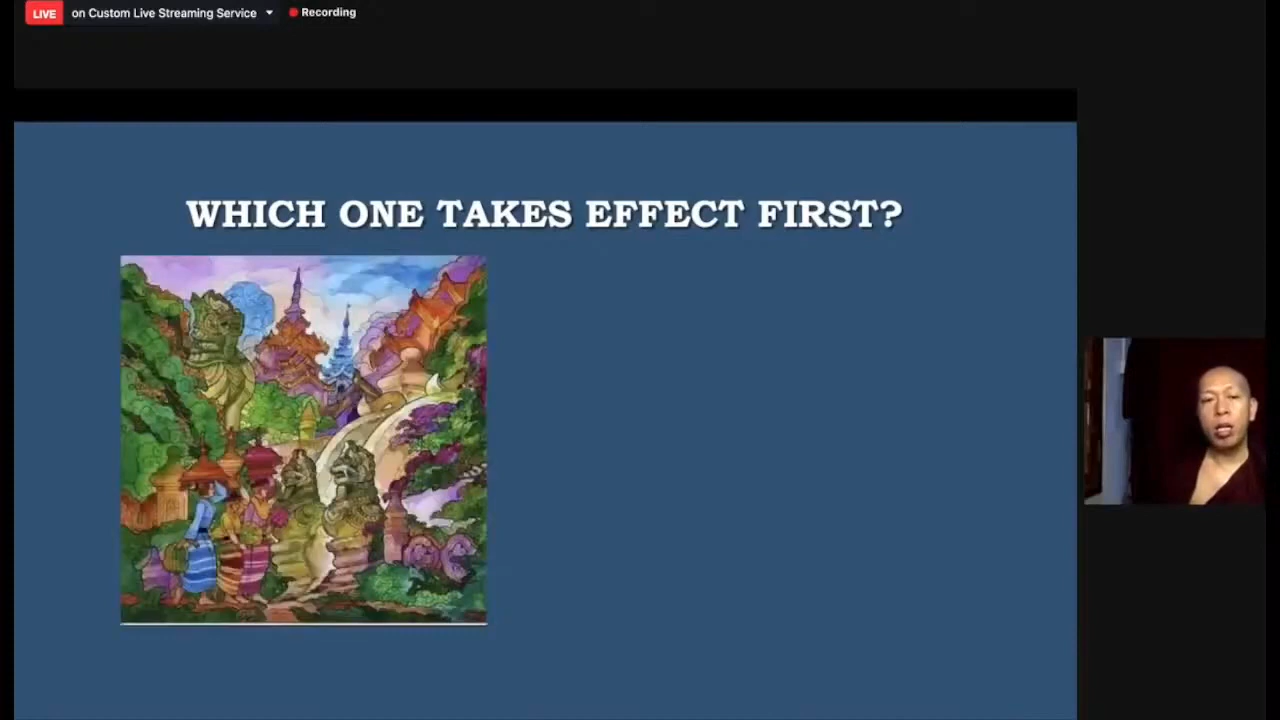 LIVE on Custom Live Streaming Service Recording
WHICH ONE TAKES EFFECT FIRST?